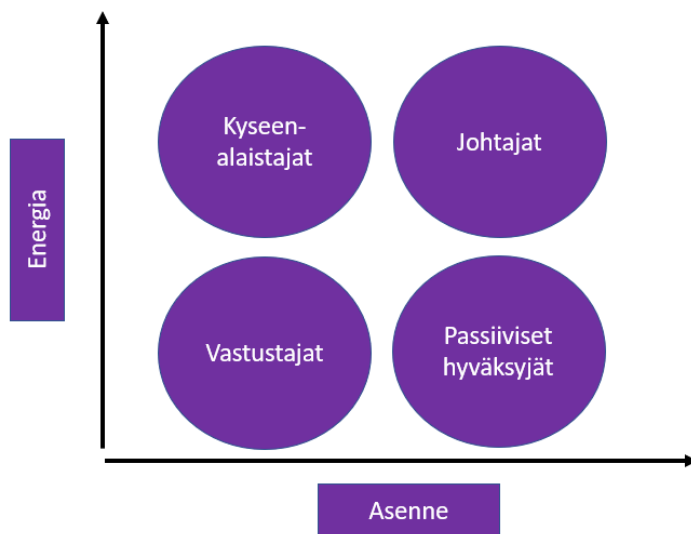 Kyseen-
alaistajat
Johtajat
Energia
Vastustajat
Passiiviset
hyväksyjät
Asenne